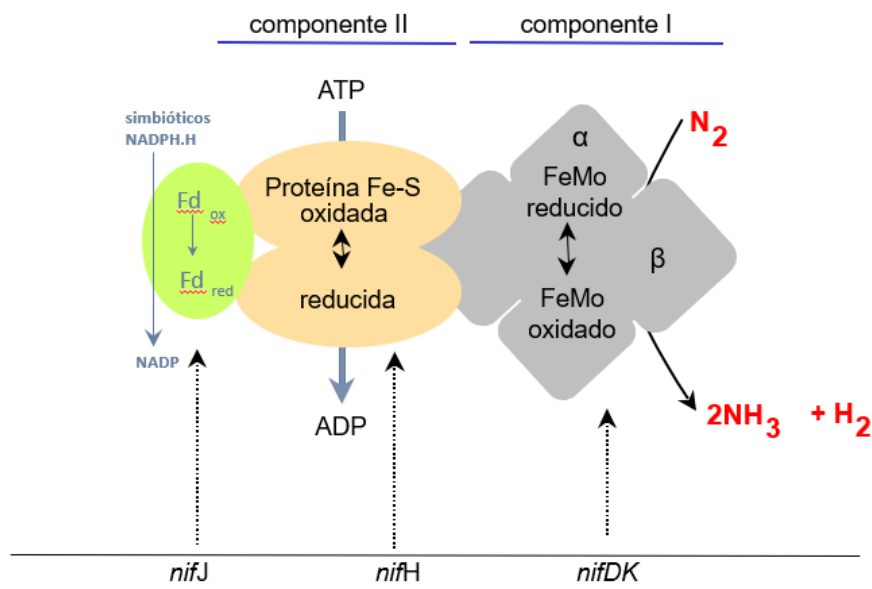 componente II
componente I
ATP
simbióticos
NADPH.H
Fd ox
Fd red
NADP
Proteína Fe-S
oxidada
reducida
ADP
α
FeMo
reducido
β
FeMo
oxidado
N2
2NH3 + H2
nifJ
nifH
nifDK